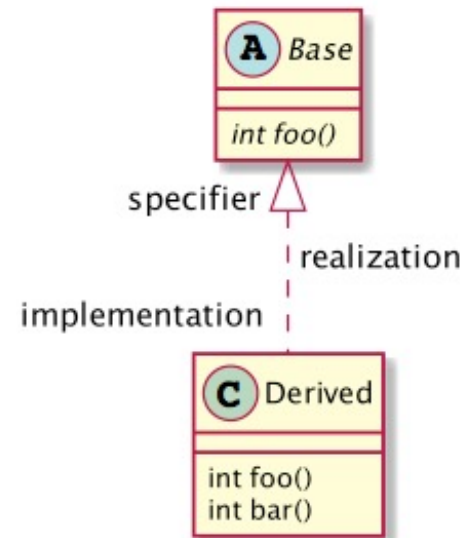 A Base
int foo()
specifier
realization
implementation
C Derived
int foo()
int bar()